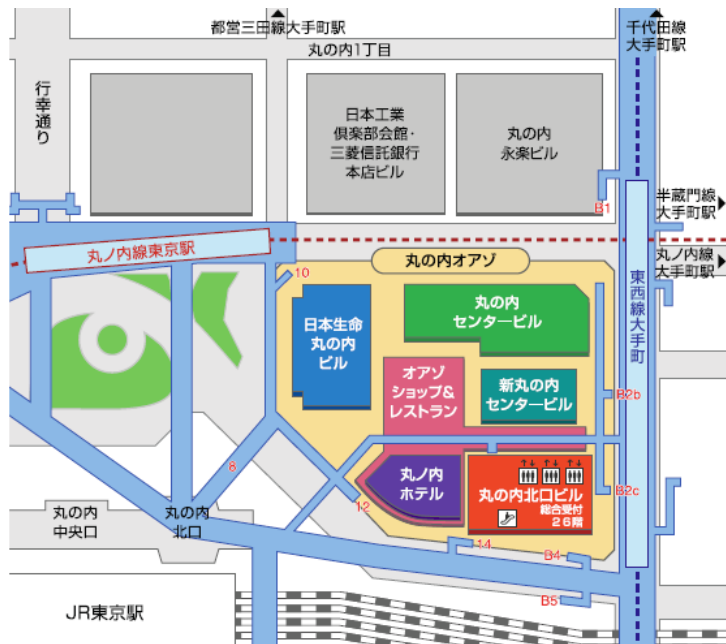 都営三田線大手町駅
千代田線
大手町駅
丸の内1丁目
行幸通り
日本工業
倶楽部会館・
三菱信託銀行
本店ビル
丸の内
永楽ビル
B1
半蔵門線
大手町駅
丸ノ内線東京駅
丸の内オアゾ
丸ノ内線
大手町駅
10
東西線大手町
日本生命
丸の内
ビル
丸の内
センタービル
オアゾ
ショップ&
レストラン
新丸の内
センタービル
B2b
8
丸ノ内
ホテル
丸の内北口ビル
総合受付
26階
B2c
12
丸の内
中央口
丸の内
北口
14
B4
B5
JR東京駅